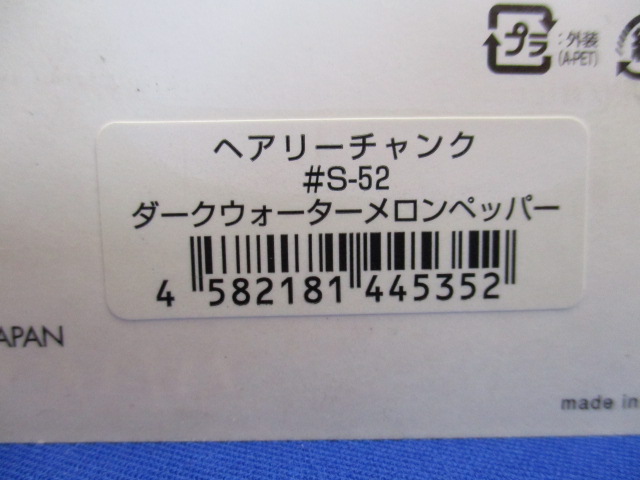 プラ
:外装
(A-PET)
ヘアリーチャンク
#S-52
ダークウォーターメロンペッパー
4 582181 445352
JAPAN
made in